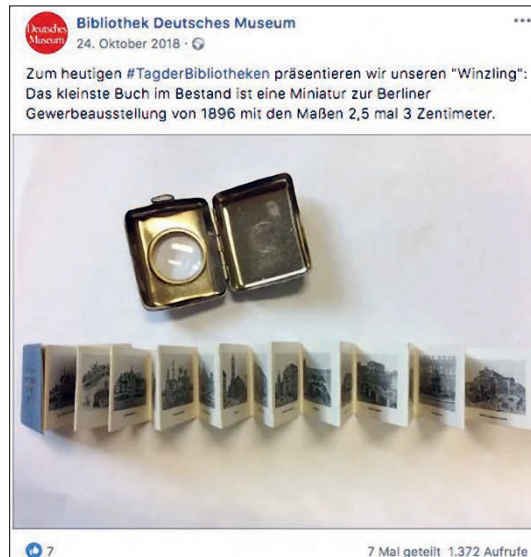 Deutsches
Museum
Bibliothek Deutsches Museum
24. Oktober 2018 ·
Zum heutigen #TagderBibliotheken präsentieren wir unseren "Winzling":
Das kleinste Buch im Bestand ist eine Miniatur zur Berliner
Gewerbeausstellung von 1896 mit den Maßen 2,5 mal 3 Zentimeter.
7
7 Mal geteilt 1.372 Aufrufe